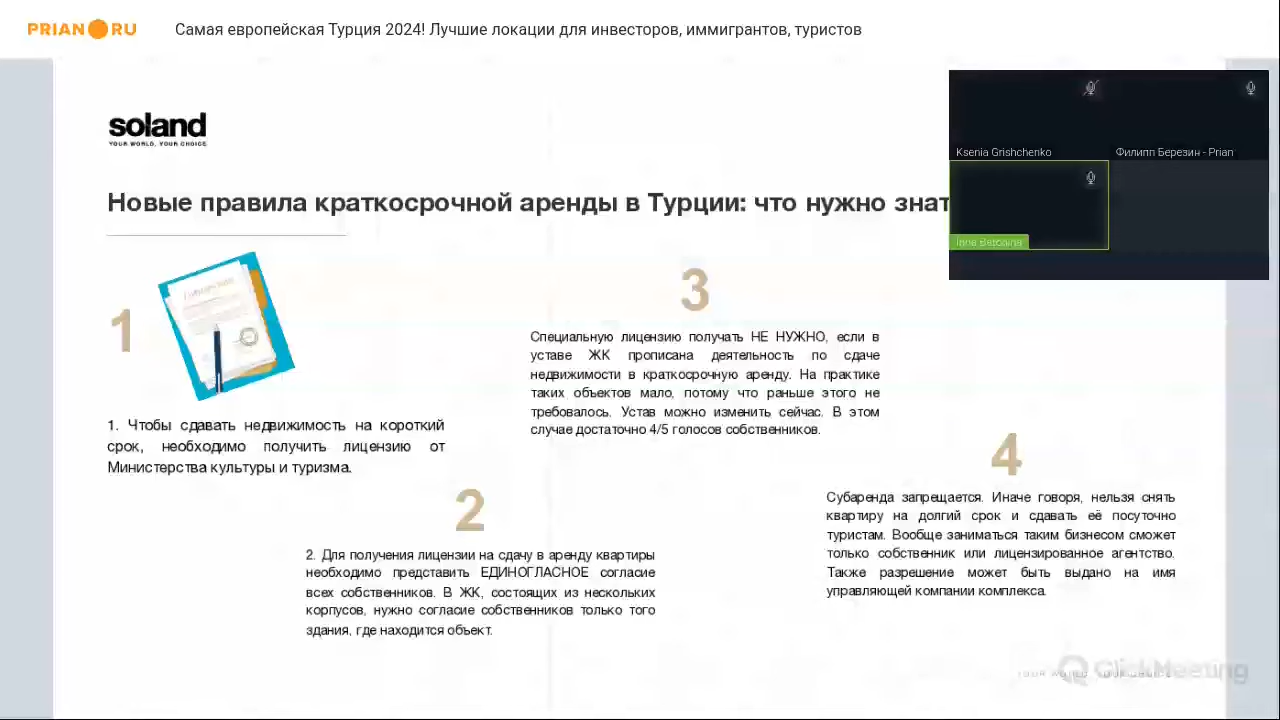 PRIAN RU
Самая европейская Турция 2024! Лучшие локации для инвесторов, иммигрантов, туристов
soland
YOUR WORLD, YOUR CHOICE
Ksenia Grishchenko
Филипп Березин - Prian
Новые правила краткосрочной аренды в Турции: что нужно знат
1
1. Чтобы сдавать недвижимость на короткий
срок, необходимо получить лицензию от
Министерства культуры и туризма.
2
2. Для получения лицензии на сдачу в аренду квартиры
необходимо представить ЕДИНОГЛАСНОЕ согласие
всех собственников. В ЖК, состоящих из нескольких
корпусов, нужно согласие собственников только того
здания, где находится объект.
3
Специальную лицензию получать НЕ НУЖНО, если в
уставе ЖК прописана деятельность по сдаче
недвижимости в краткосрочную аренду. На практике
таких объектов мало, потому что раньше этого не
требовалось. Устав можно изменить сейчас. В этом
случае достаточно 4/5 голосов собственников.
4
Субаренда запрещается. Иначе говоря, нельзя снять
квартиру на долгий срок и сдавать её посуточно
туристам. Вообще заниматься таким бизнесом сможет
только собственник или лицензированное агентство.
Также разрешение может быть выдано на имя
управляющей компании комплекса.
ClickMeeting